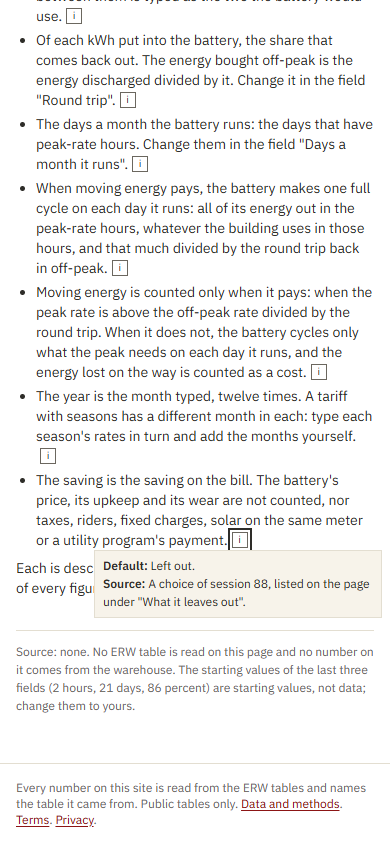 use. i
Of each kWh put into the battery, the share that
comes back out. The energy bought off-peak is the
energy discharged divided by it. Change it in the field
"Round trip". i
The days a month the battery runs: the days that have
peak-rate hours. Change them in the field "Days a
month it runs". i
When moving energy pays, the battery makes one full
cycle on each day it runs: all of its energy out in the
peak-rate hours, whatever the building uses in those
hours, and that much divided by the round trip back
in off-peak. i
Moving energy is counted only when it pays: when the
peak rate is above the off-peak rate divided by the
round trip. When it does not, the battery cycles only
what the peak needs on each day it runs, and the
energy lost on the way is counted as a cost. i
The year is the month typed, twelve times. A tariff
with seasons has a different month in each: type each
season's rates in turn and add the months yourself.
i
The saving is the saving on the bill. The battery's
price, its upkeep and its wear are not counted, nor
taxes, riders, fixed charges, solar on the same meter
or a utility program's payment. i
Each is desc
of every figu
Default: Left out.
Source: A choice of session 88, listed on the page
under "What it leaves out".
Source: none. No ERW table is read on this page and no number on
it comes from the warehouse. The starting values of the last three
fields (2 hours, 21 days, 86 percent) are starting values, not data;
change them to yours.
Every number on this site is read from the ERW tables and names
the table it came from. Public tables only. Data and methods.
Terms. Privacy.